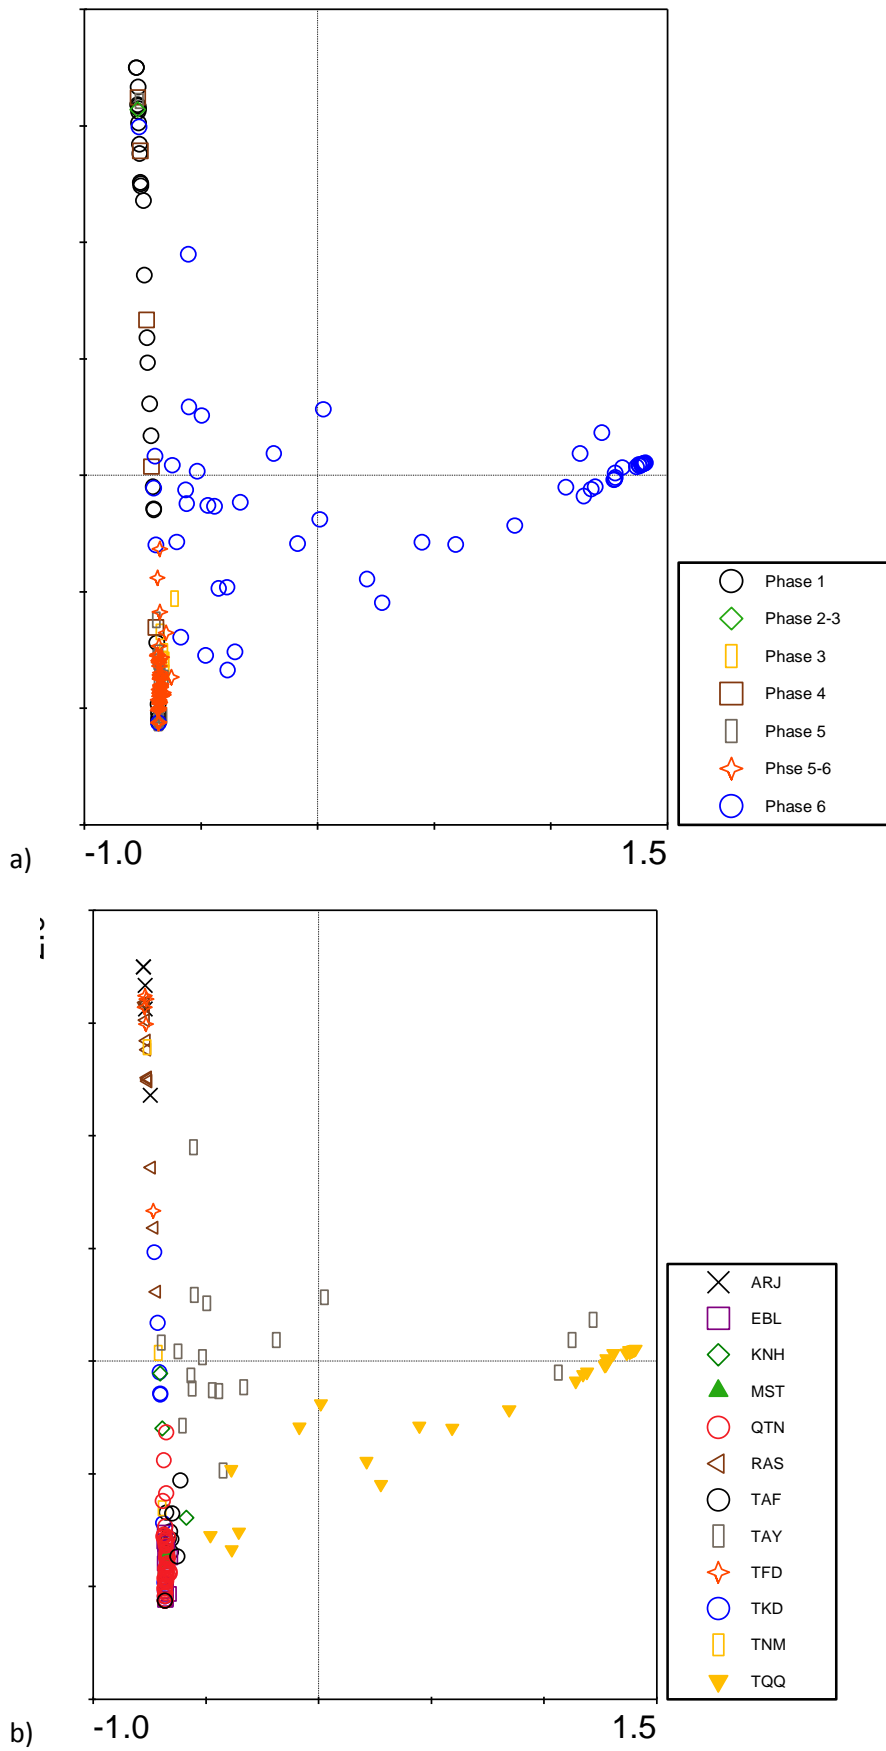 Phase 1
Phase 2-3
Phase 3
Phase 4
Phase 5
Phse 5-6
Phase 6
a)
-1.0 1.5
ARJ
EBL
KNH
MST
QTN
RAS
TAF
TAY
TFD
TKD
TNM
TQQ
b)
-1.0 1.5